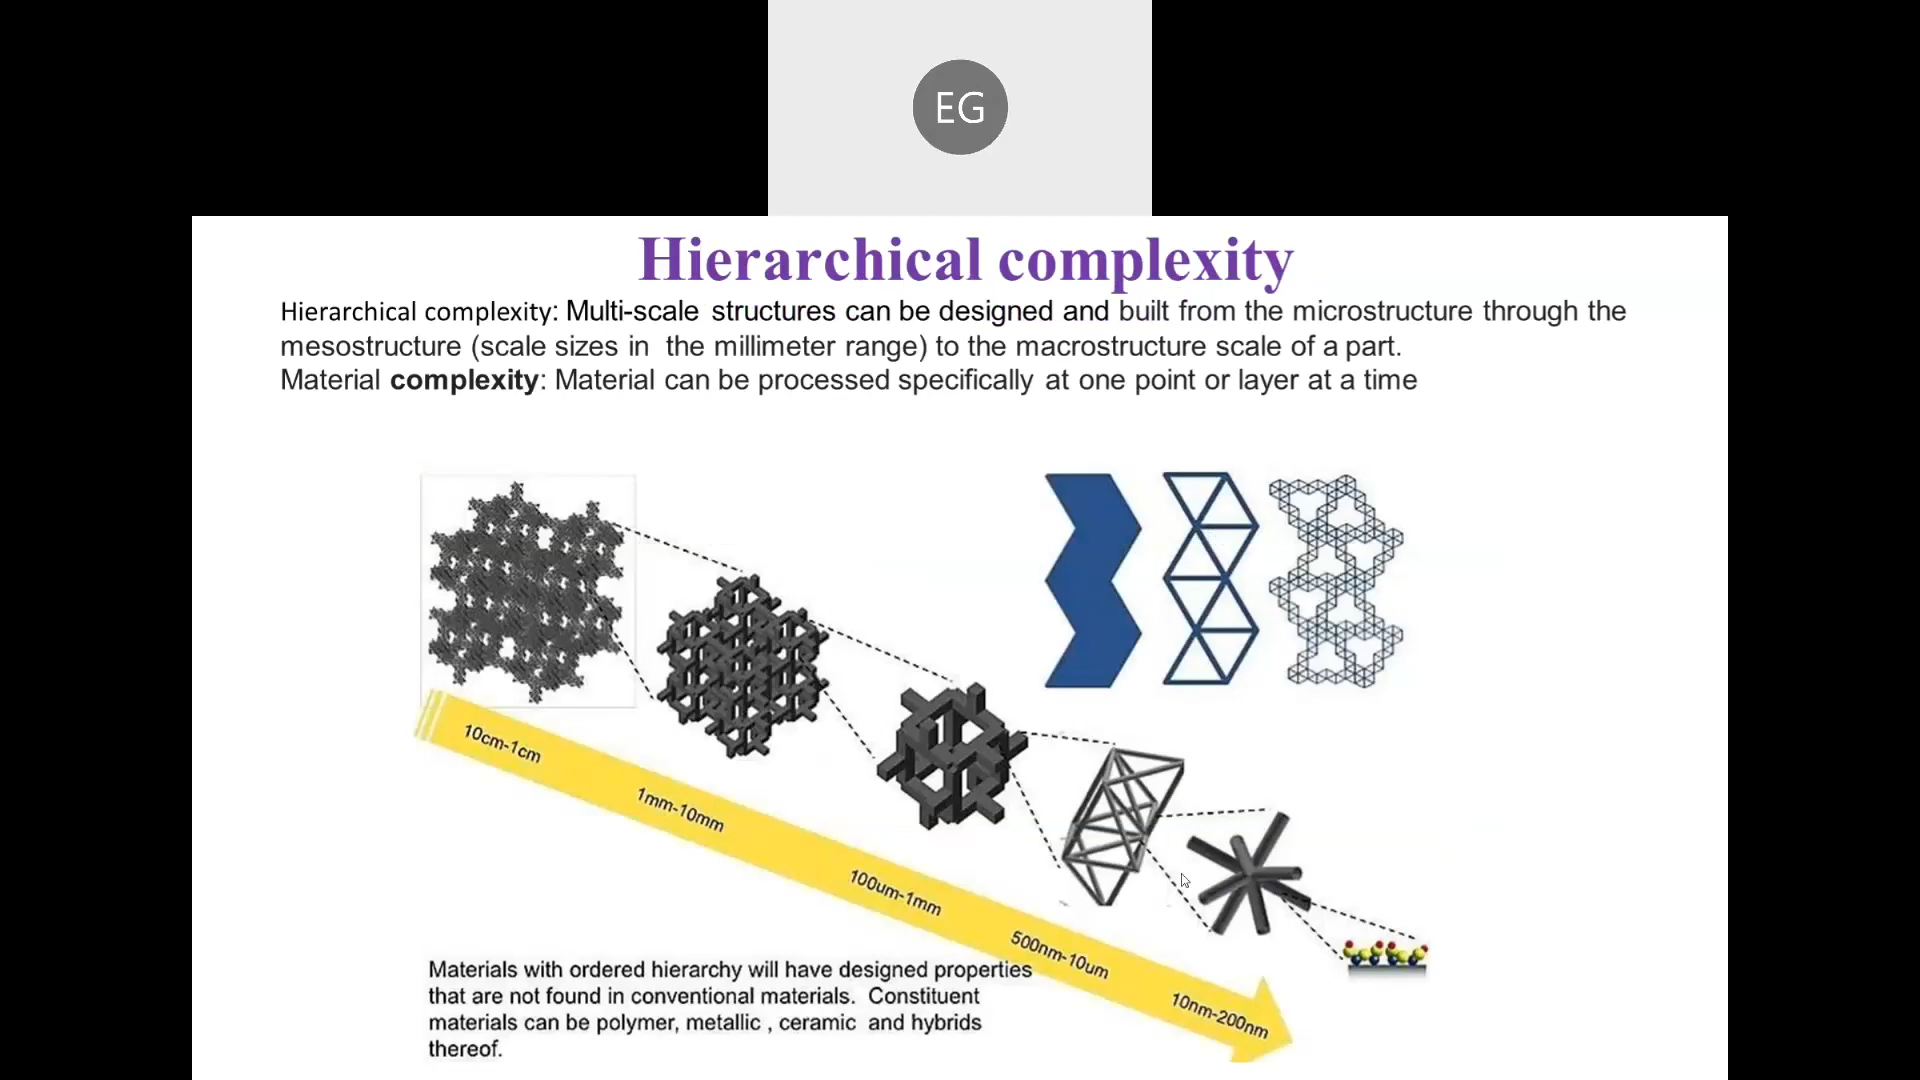 EG
Hierarchical complexity
Hierarchical complexity: Multi-scale structures can be designed and built from the microstructure through the
mesostructure (scale sizes in the millimeter range) to the macrostructure scale of a part.
Material complexity: Material can be processed specifically at one point or layer at a time
10cm-1cm
1mm-10mm
100um-1mm
500nm-10um
10nm-200nm
Materials with ordered hierarchy will have designed properties
that are not found in conventional materials. Constituent
materials can be polymer, metallic , ceramic and hybrids
thereof.